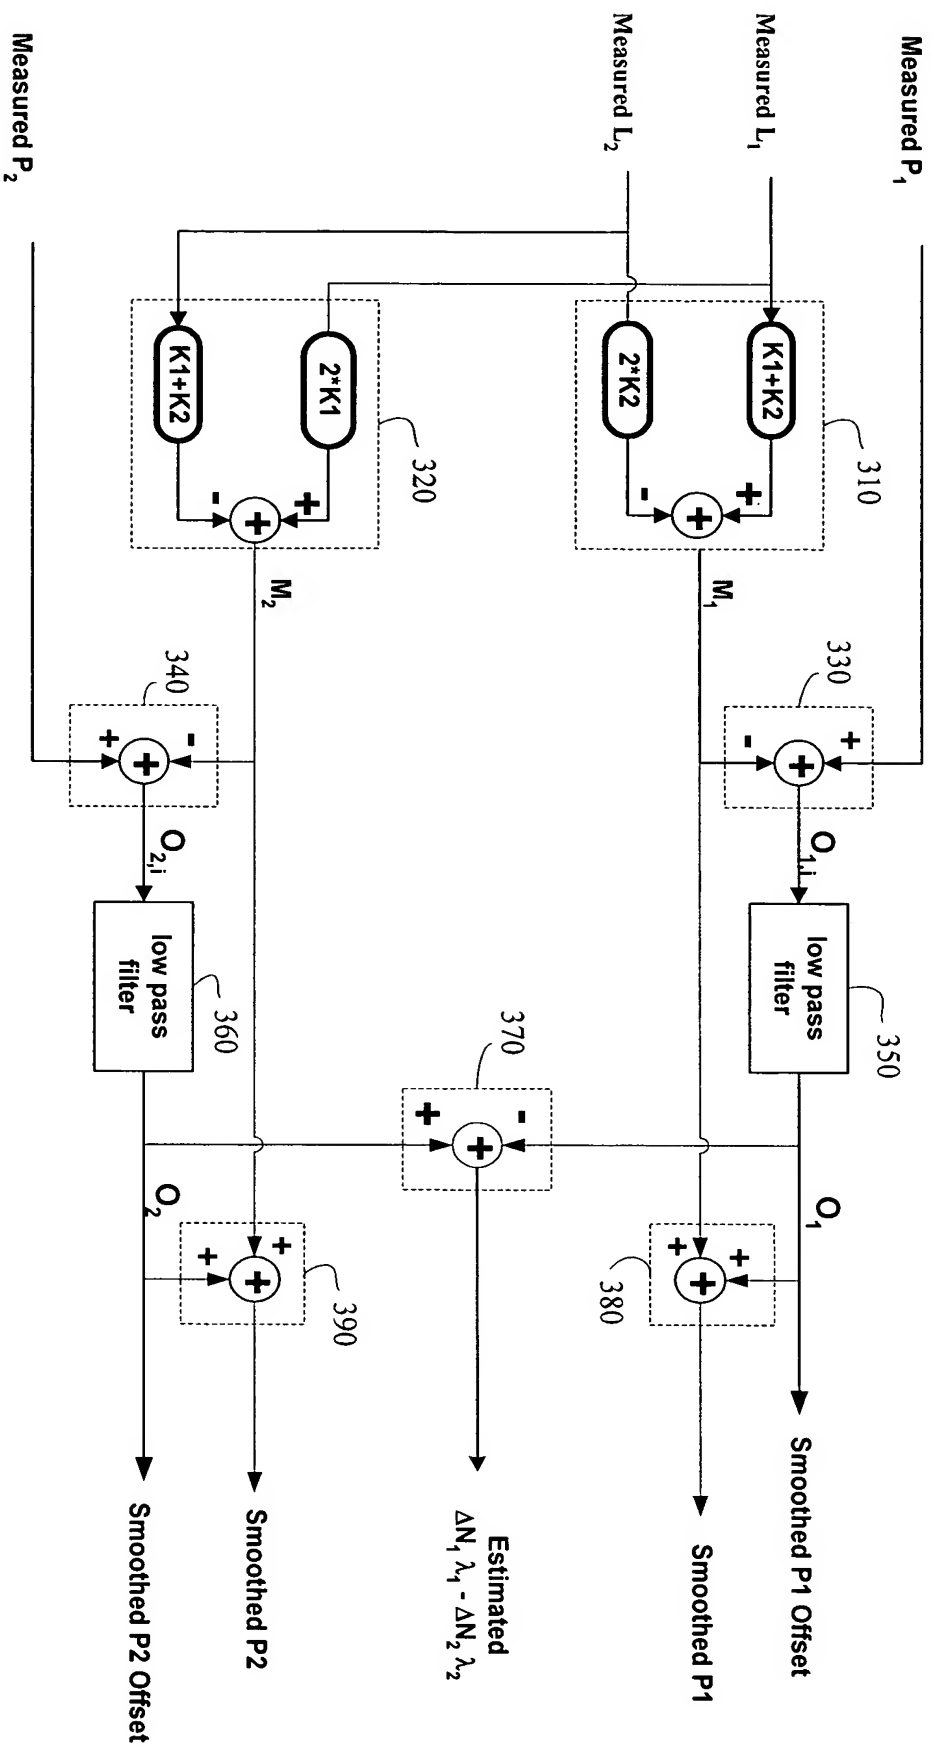 Measured P1
Measured L1
Measured L2
Measured P2
K1+K2
2*K2
+
-
+
310
2*K1
K1+K2
+
-
+
320
M1
M2
330
+
-
+
340
-
+
+
O1,i
O2,i
low pass
filter
350
low pass
filter
360
370
-
+
+
O1
O2
380
+
+
+
390
+
+
+
Smoothed P1 Offset
Smoothed P1
Estimated
ΔN1 λ1 - ΔN2 λ2
Smoothed P2
Smoothed P2 Offset